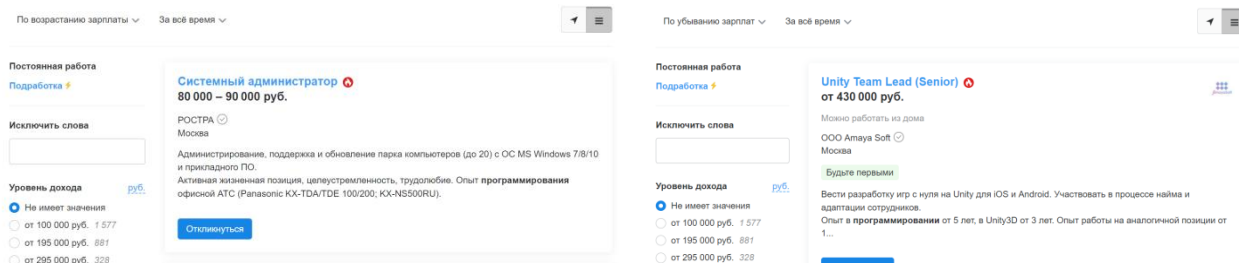 По возрастанию зарплаты
За всё время
Постоянная работа
Подработка
Исключить слова
Уровень дохода
руб.
Не имеет значения
от 100 000 руб. 1 577
от 195 000 руб. 881
от 295 000 руб. 328
Системный администратор
80 000 – 90 000 руб.
РОСТРА
Москва
Администрирование, поддержка и обновление парка компьютеров (до 20) с ОС MS Windows 7/8/10
и прикладного ПО.
Активная жизненная позиция, целеустремленность, трудолюбие. Опыт программирования
офисной АТС (Panasonic KX-TDA/TDE 100/200; KX-NS500RU).
Откликнуться
По убыванию зарплат
За всё время
Постоянная работа
Подработка
Исключить слова
Уровень дохода
руб.
Не имеет значения
от 100 000 руб. 1 577
от 195 000 руб. 881
от 295 000 руб. 328
Unity Team Lead (Senior)
от 430 000 руб.
Можно работать из дома
ООО Amaya Soft
Москва
Будьте первыми
Вести разработку игр с нуля на Unity для iOS и Android. Участвовать в процессе найма и
адаптации сотрудников.
Опыт в программировании от 5 лет, в Unity3D от 3 лет. Опыт работы на аналогичной позиции от
1...